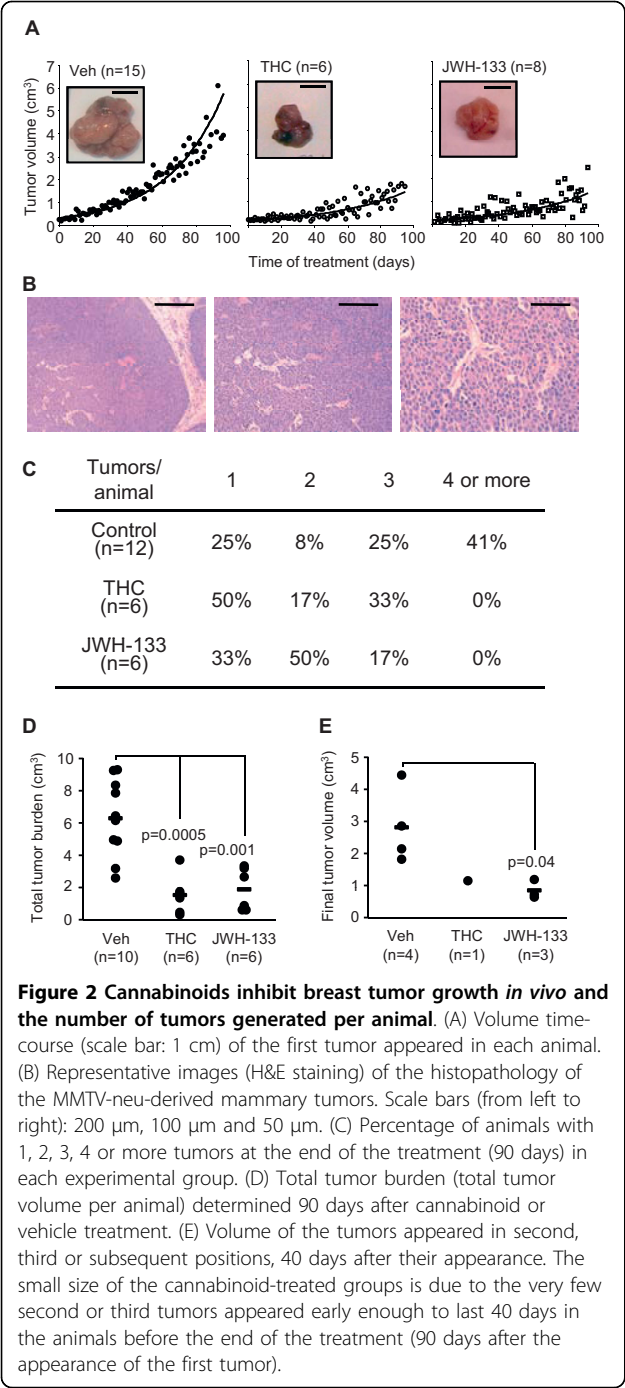 A
Veh (n=15) THC (n=6) JWH-133 (n=8)
Tumor volume (cm³)
7
6
5
4
3
2
1
0
0 20 40 60 80 100 0 20 40 60 80 100 0 20 40 60 80 100
Time of treatment (days)
B
C
Tumors/ animal 1 2 3 4 or more
Control (n=12) 25% 8% 25% 41%
THC (n=6) 50% 17% 33% 0%
JWH-133 (n=6) 33% 50% 17% 0%
D
Total tumor burden (cm³)
10
8
6
4
2
0
p=0.0005
p=0.001
Veh THC JWH-133
(n=10) (n=6) (n=6)
E
Final tumor volume (cm³)
5
4
3
2
1
0
p=0.04
Veh THC JWH-133
(n=4) (n=1) (n=3)
Figure 2 Cannabinoids inhibit breast tumor growth in vivo and
the number of tumors generated per animal. (A) Volume time-
course (scale bar: 1 cm) of the first tumor appeared in each animal.
(B) Representative images (H&E staining) of the histopathology of
the MMTV-neu-derived mammary tumors. Scale bars (from left to
right): 200 μm, 100 μm and 50 μm. (C) Percentage of animals with
1, 2, 3, 4 or more tumors at the end of the treatment (90 days) in
each experimental group. (D) Total tumor burden (total tumor
volume per animal) determined 90 days after cannabinoid or
vehicle treatment. (E) Volume of the tumors appeared in second,
third or subsequent positions, 40 days after their appearance. The
small size of the cannabinoid-treated groups is due to the very few
second or third tumors appeared early enough to last 40 days in
the animals before the end of the treatment (90 days after the
appearance of the first tumor).